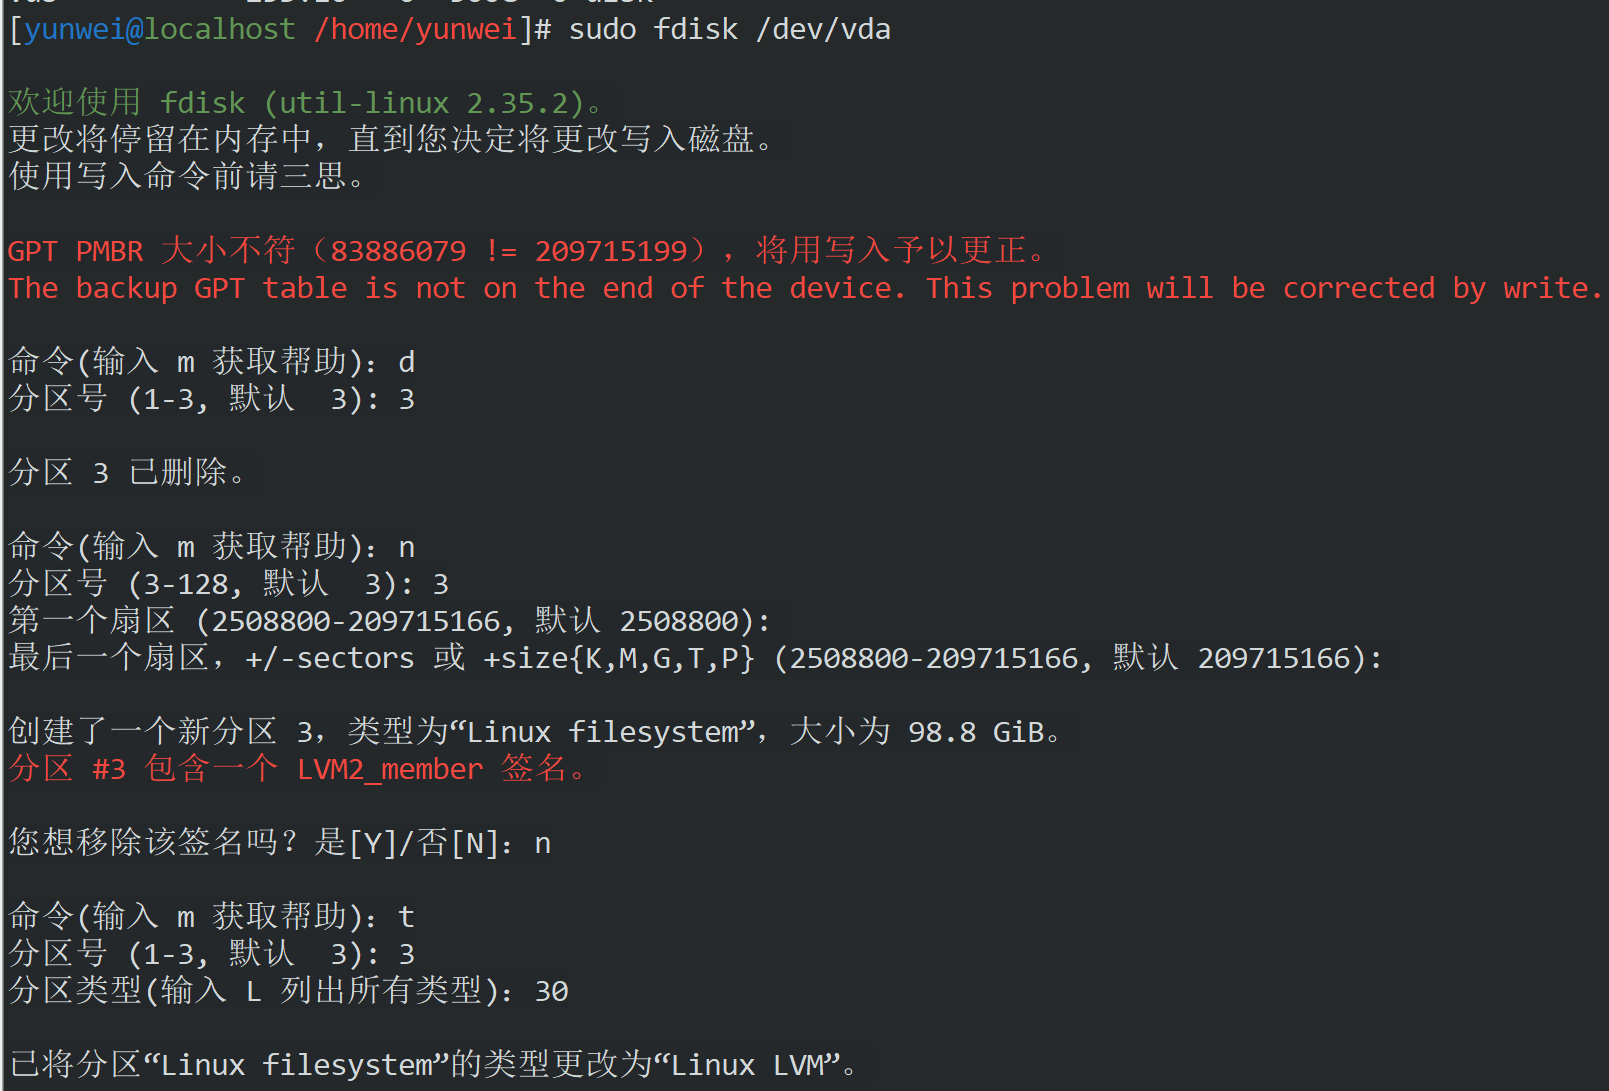 [yunwei@localhost /home/yunwei]# sudo fdisk /dev/vda
欢迎使用 fdisk (util-linux 2.35.2)。
更改将停留在内存中，直到您决定将更改写入磁盘。
使用写入命令前请三思。
GPT PMBR 大小不符（83886079 != 209715199），将用写入予以更正。
The backup GPT table is not on the end of the device. This problem will be corrected by write.
命令(输入 m 获取帮助)：d
分区号 (1-3, 默认  3): 3
分区 3 已删除。
命令(输入 m 获取帮助)：n
分区号 (3-128, 默认  3): 3
第一个扇区 (2508800-209715166, 默认 2508800):
最后一个扇区，+/-sectors 或 +size{K,M,G,T,P} (2508800-209715166, 默认 209715166):
创建了一个新分区 3，类型为“Linux filesystem”，大小为 98.8 GiB。
分区 #3 包含一个 LVM2_member 签名。
您想移除该签名吗？是[Y]/否[N]：n
命令(输入 m 获取帮助)：t
分区号 (1-3, 默认  3): 3
分区类型(输入 L 列出所有类型)：30
已将分区“Linux filesystem”的类型更改为“Linux LVM”。